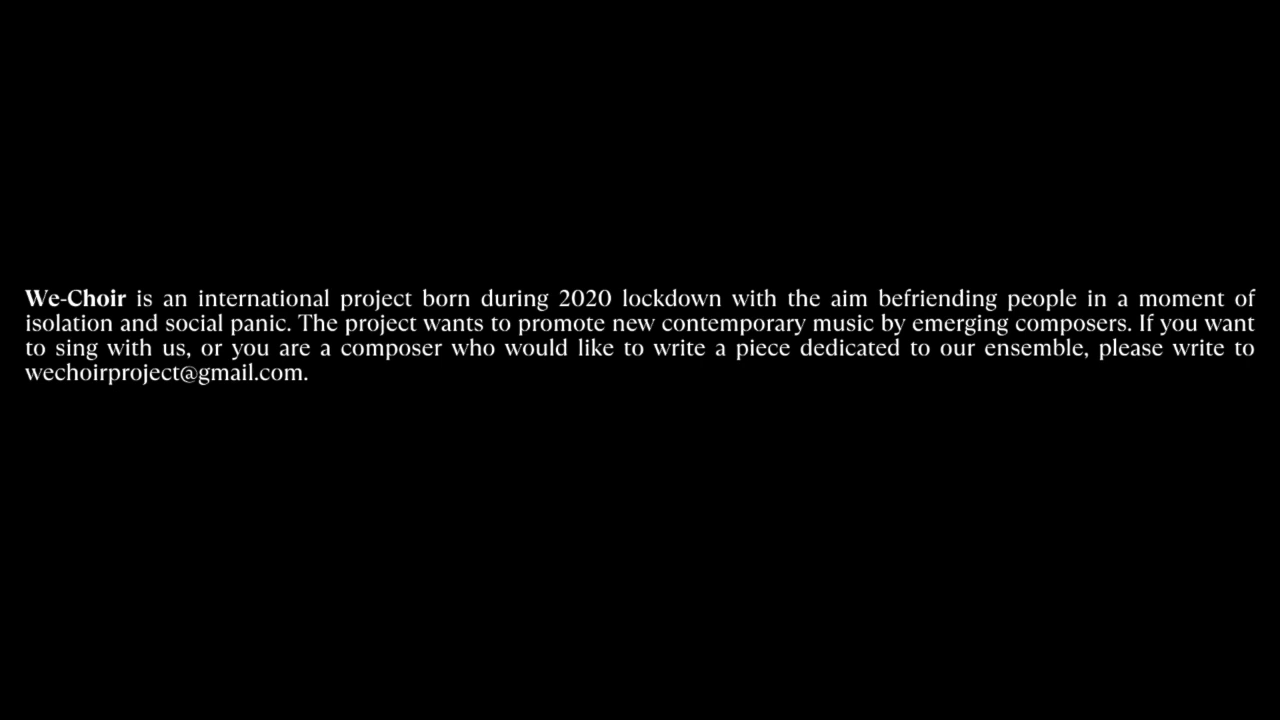 We-Choir is an international project born during 2020 lockdown with the aim befriending people in a moment of
isolation and social panic. The project wants to promote new contemporary music by emerging composers. If you want
to sing with us, or you are a composer who would like to write a piece dedicated to our ensemble, please write to
wechoirproject@gmail.com.